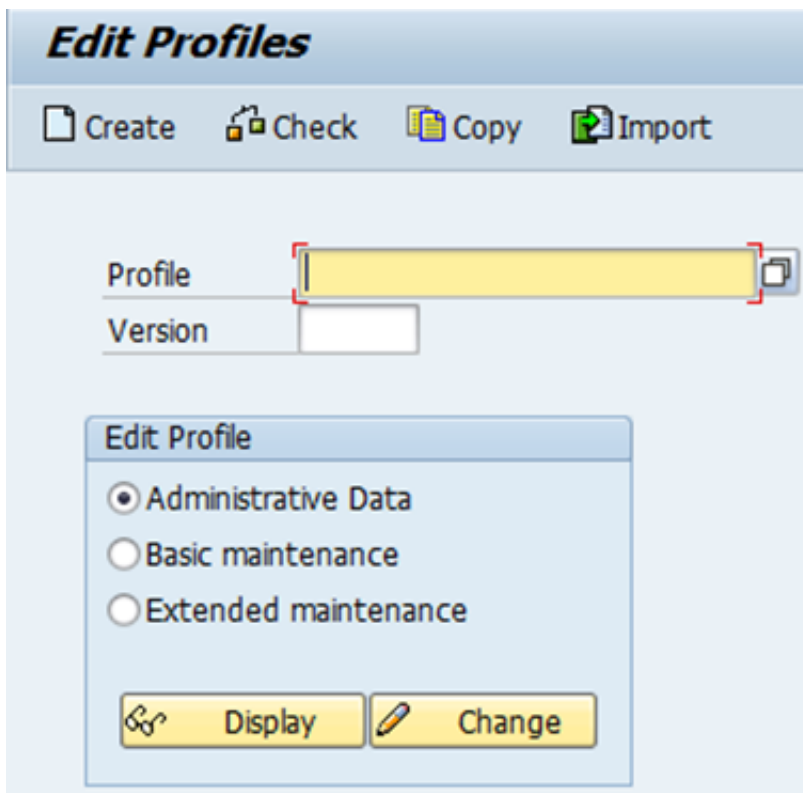 Edit Profiles
Create Check Copy Import
Profile
Version
Edit Profile
Administrative Data
Basic maintenance
Extended maintenance
Display Change